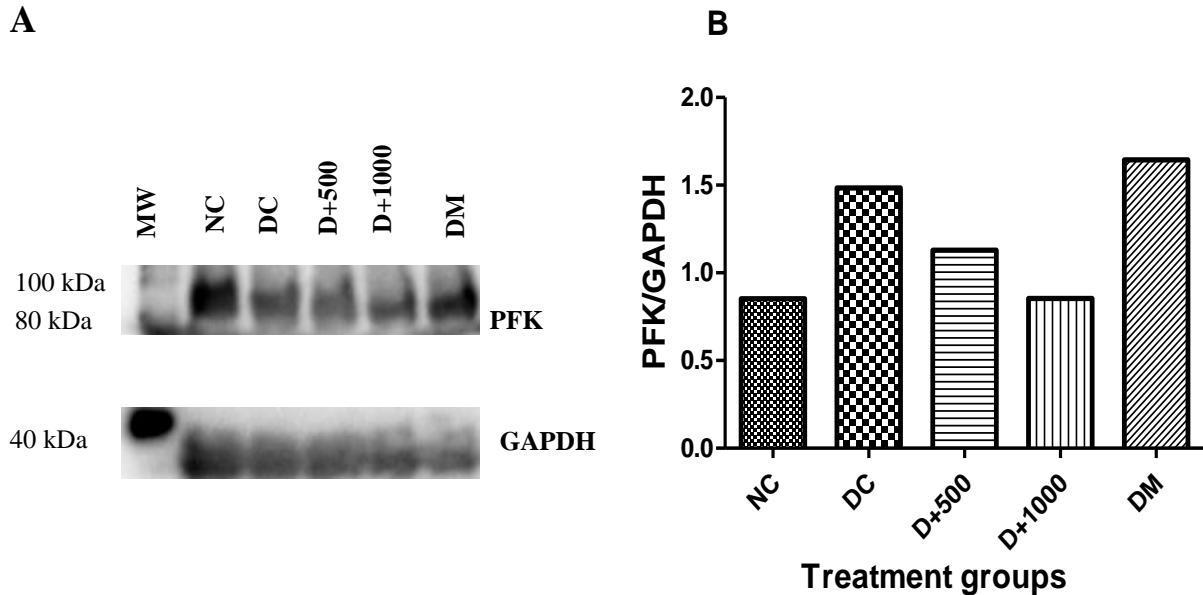 A
MW
NC
DC
D+500
D+1000
DM
100 kDa
80 kDa
PFK
40 kDa
GAPDH
B
PFK/GAPDH
2.0
1.5
1.0
0.5
0.0
NC
DC
D+500
D+1000
DM
Treatment groups